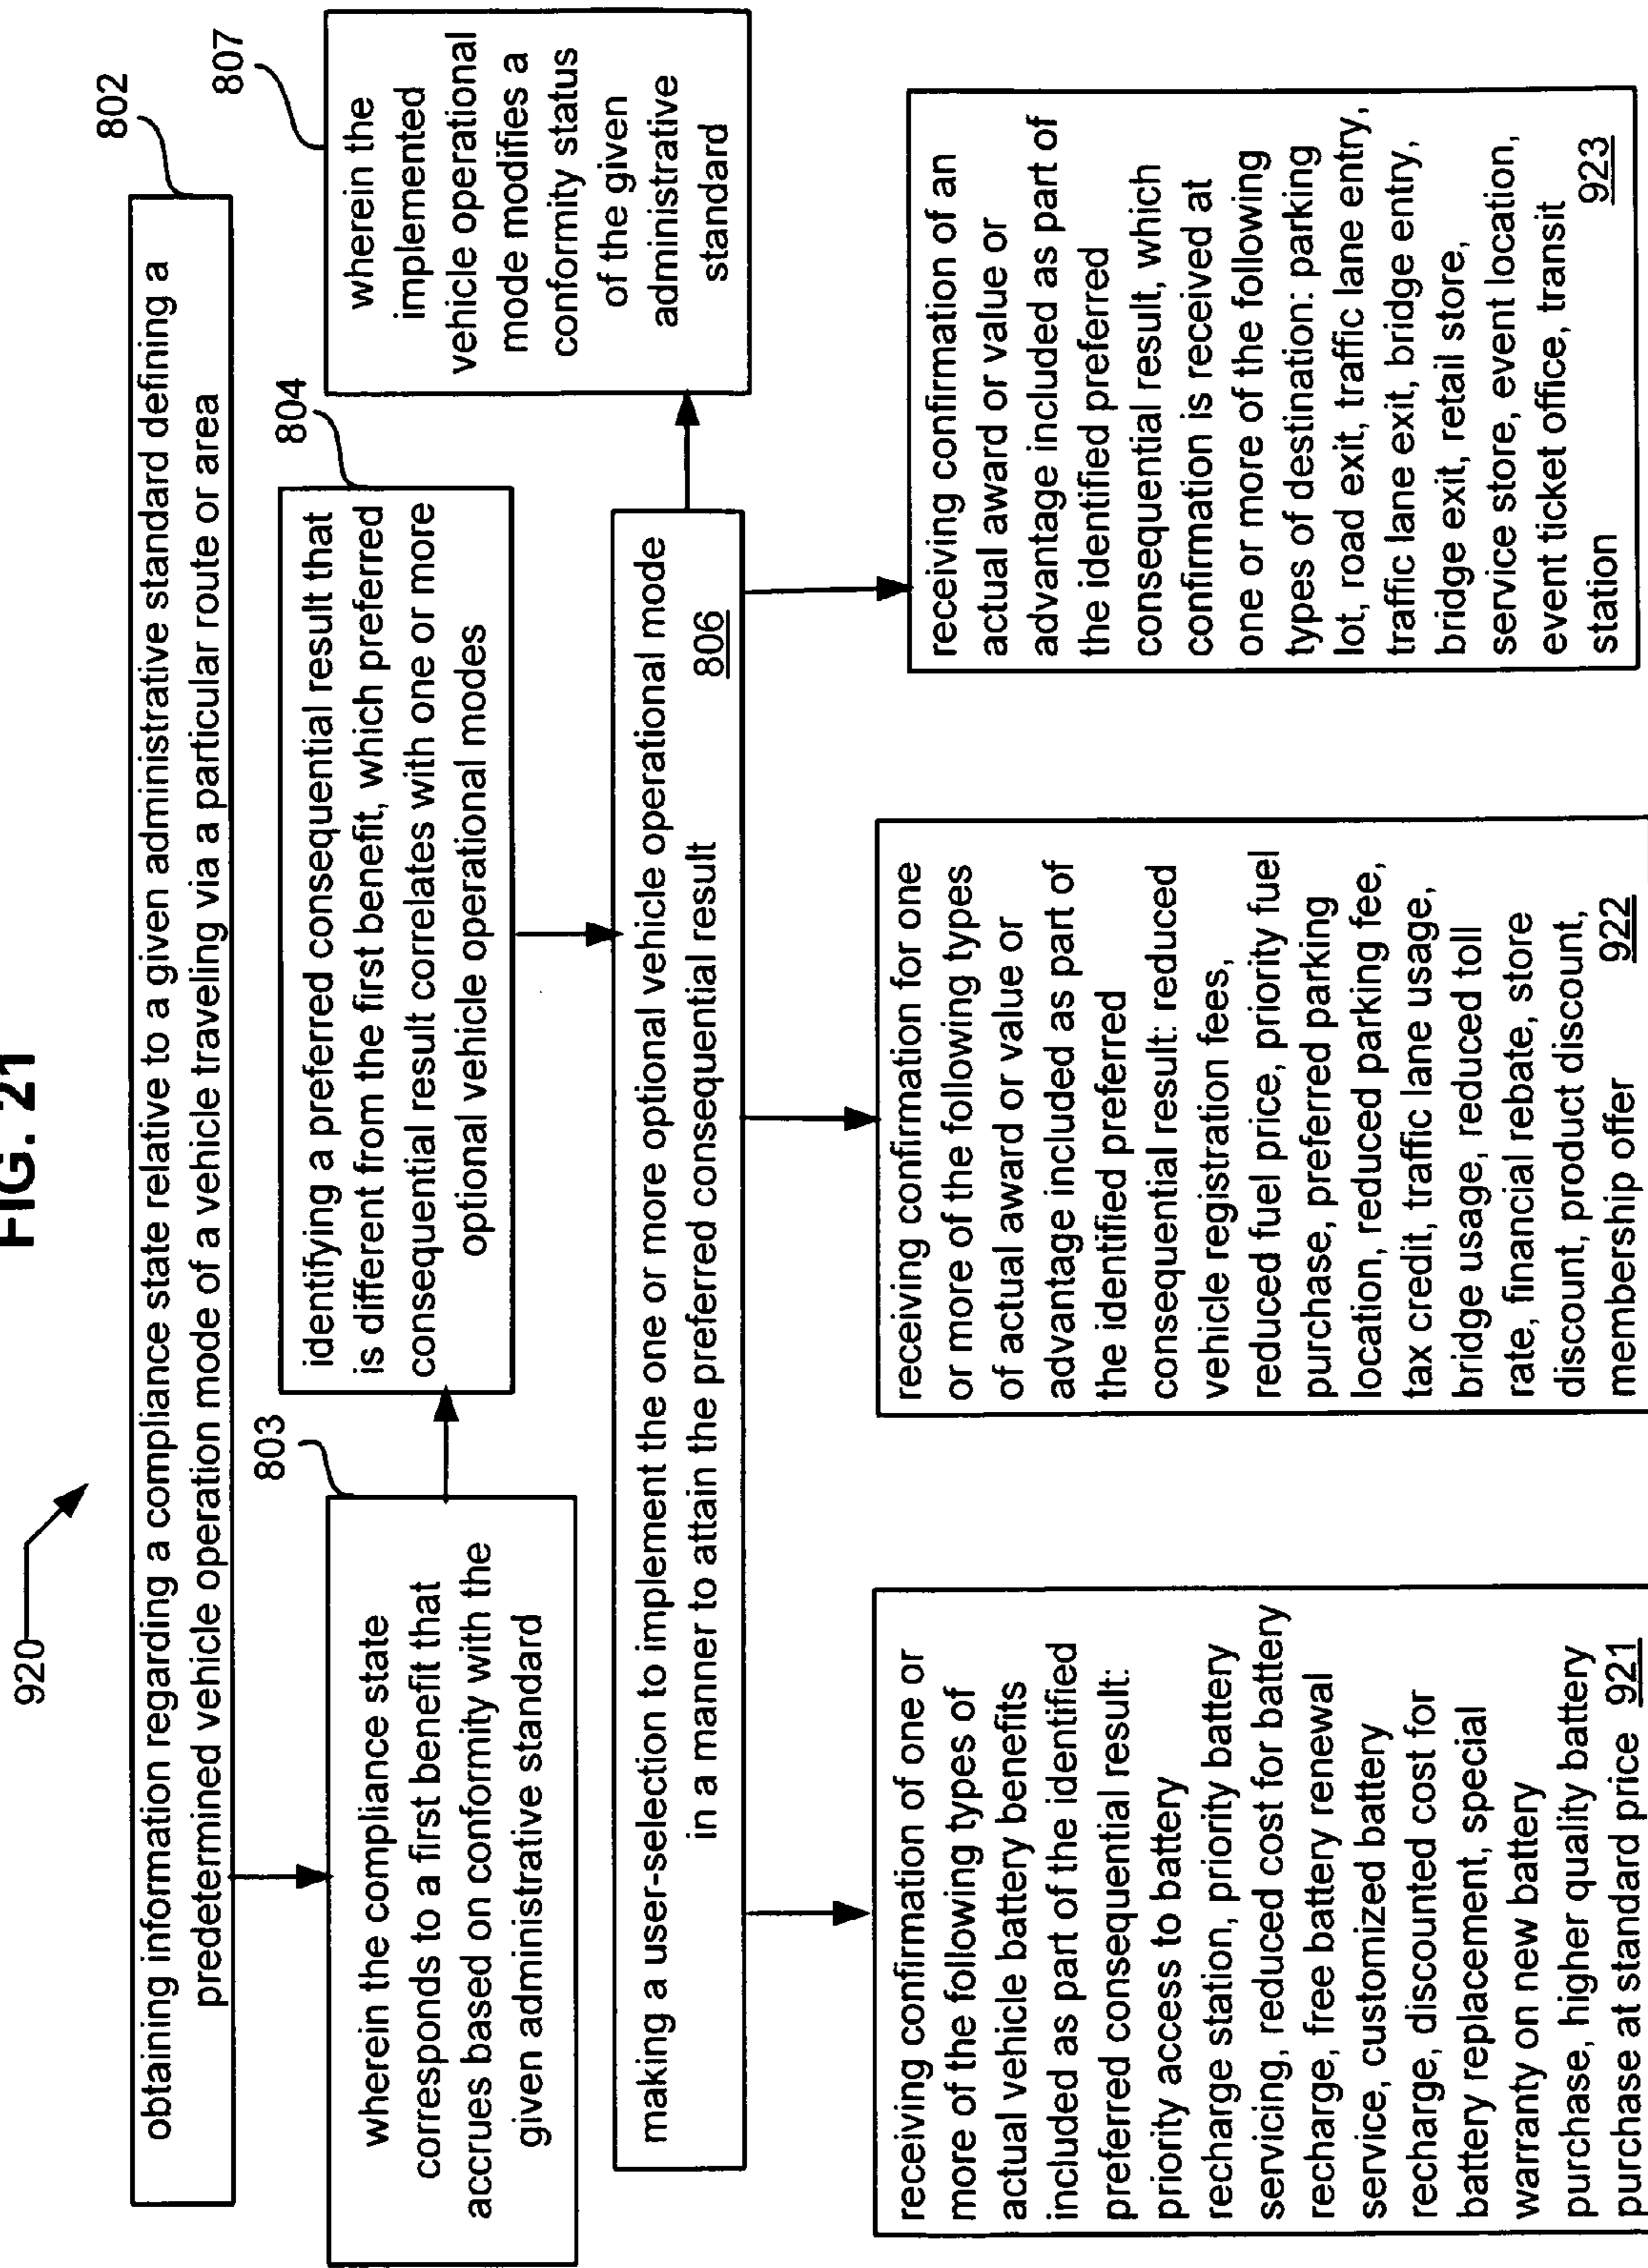 FIG. 21
920
802
obtaining information regarding a compliance state relative to a given administrative standard defining a
predetermined vehicle operation mode of a vehicle traveling via a particular route or area
803
wherein the compliance state
corresponds to a first benefit that
accrues based on conformity with the
given administrative standard
804
identifying a preferred consequential result that
is different from the first benefit, which preferred
consequential result correlates with one or more
optional vehicle operational modes
807
wherein the
implemented
vehicle operational
mode modifies a
conformity status
of the given
administrative
standard
making a user-selection to implement the one or more optional vehicle operational mode
in a manner to attain the preferred consequential result
806
receiving confirmation of one or
more of the following types of
actual vehicle battery benefits
included as part of the identified
preferred consequential result:
priority access to battery
recharge station, priority battery
servicing, reduced cost for battery
recharge, free battery renewal
service, customized battery
recharge, discounted cost for
battery replacement, special
warranty on new battery
purchase, higher quality battery
purchase at standard price 921
receiving confirmation for one
or more of the following types
of actual award or value or
advantage included as part of
the identified preferred
consequential result: reduced
vehicle registration fees,
reduced fuel price, priority fuel
purchase, preferred parking
location, reduced parking fee,
tax credit, traffic lane usage,
bridge usage, reduced toll
rate, financial rebate, store
discount, product discount,
membership offer 922
receiving confirmation of an
actual award or value or
advantage included as part of
the identified preferred
consequential result, which
confirmation is received at
one or more of the following
types of destination: parking
lot, road exit, traffic lane entry,
traffic lane exit, bridge entry,
bridge exit, retail store,
service store, event location,
event ticket office, transit
station 923